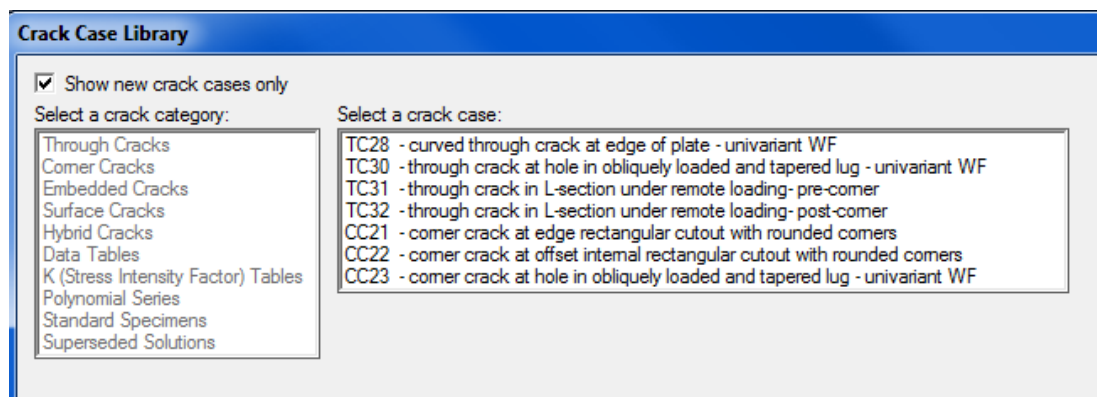 Crack Case Library
Show new crack cases only
Select a crack category:
Through Cracks
Corner Cracks
Embedded Cracks
Surface Cracks
Hybrid Cracks
Data Tables
K (Stress Intensity Factor) Tables
Polynomial Series
Standard Specimens
Superseded Solutions
Select a crack case:
TC28 - curved through crack at edge of plate - univariant WF
TC30 - through crack at hole in obliquely loaded and tapered lug - univariant WF
TC31 - through crack in L-section under remote loading- pre-corner
TC32 - through crack in L-section under remote loading- post-corner
CC21 - corner crack at edge rectangular cutout with rounded corners
CC22 - corner crack at offset internal rectangular cutout with rounded corners
CC23 - corner crack at hole in obliquely loaded and tapered lug - univariant WF